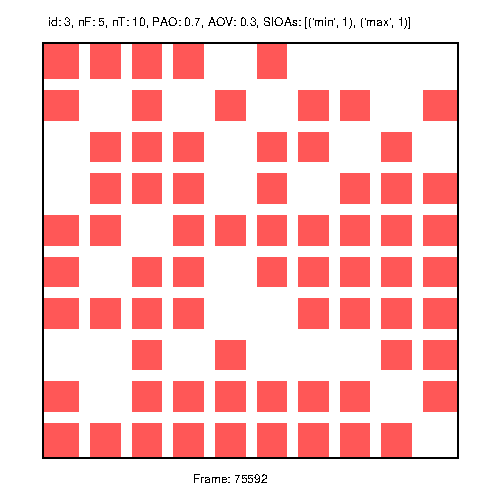 id: 3, nF: 5, nT: 10, PAO: 0.7, AOV: 0.3, SIOAs: [('min', 1), ('max', 1)]
Frame: 75592